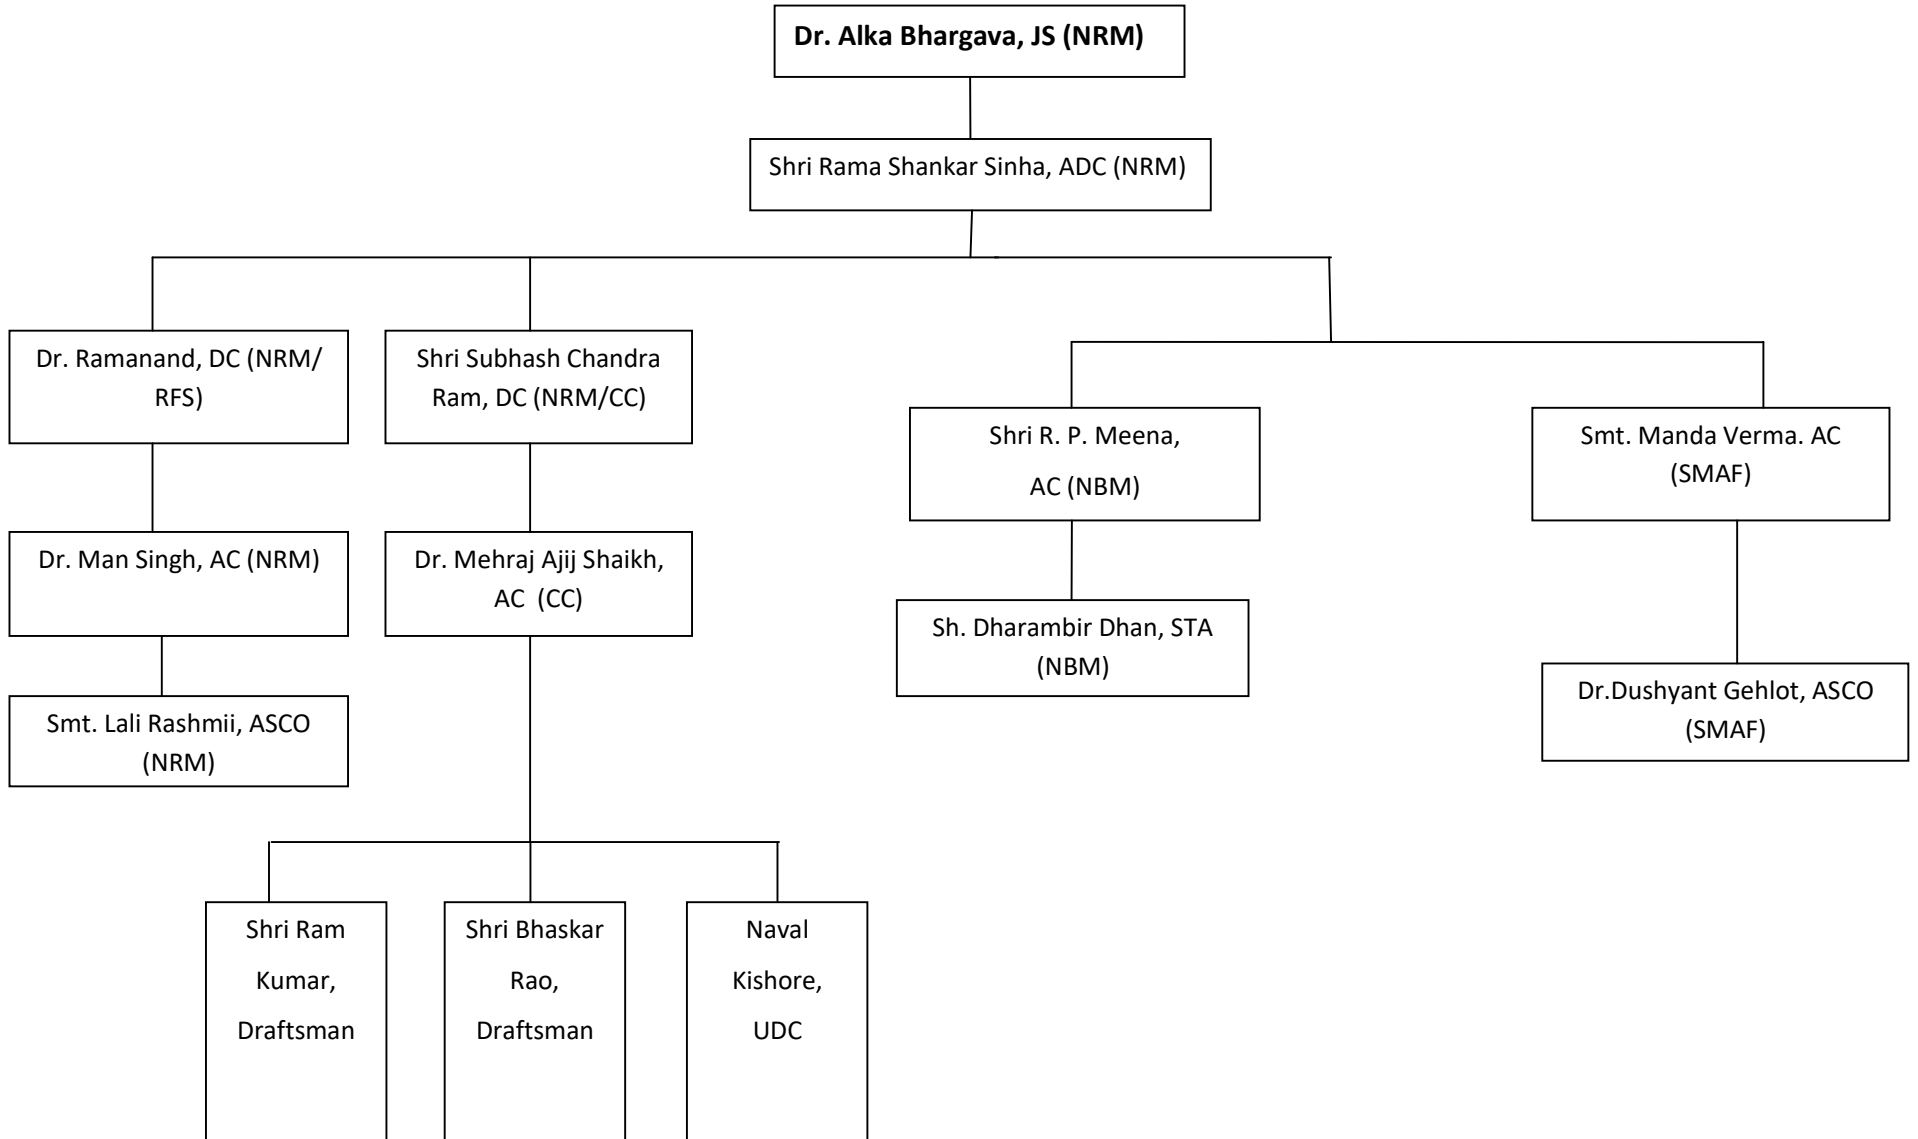 Dr. Alka Bhargava, JS (NRM)
Shri Rama Shankar Sinha, ADC (NRM)
Dr. Ramanand, DC (NRM/
RFS)
Shri Subhash Chandra
Ram, DC (NRM/CC)
Shri R. P. Meena,
AC (NBM)
Smt. Manda Verma. AC
(SMAF)
Dr. Man Singh, AC (NRM)
Dr. Mehraj Ajij Shaikh,
AC  (CC)
Sh. Dharambir Dhan, STA
(NBM)
Dr.Dushyant Gehlot, ASCO
(SMAF)
Smt. Lali Rashmii, ASCO
(NRM)
Shri Ram
Kumar,
Draftsman
Shri Bhaskar
Rao,
Draftsman
Naval
Kishore,
UDC